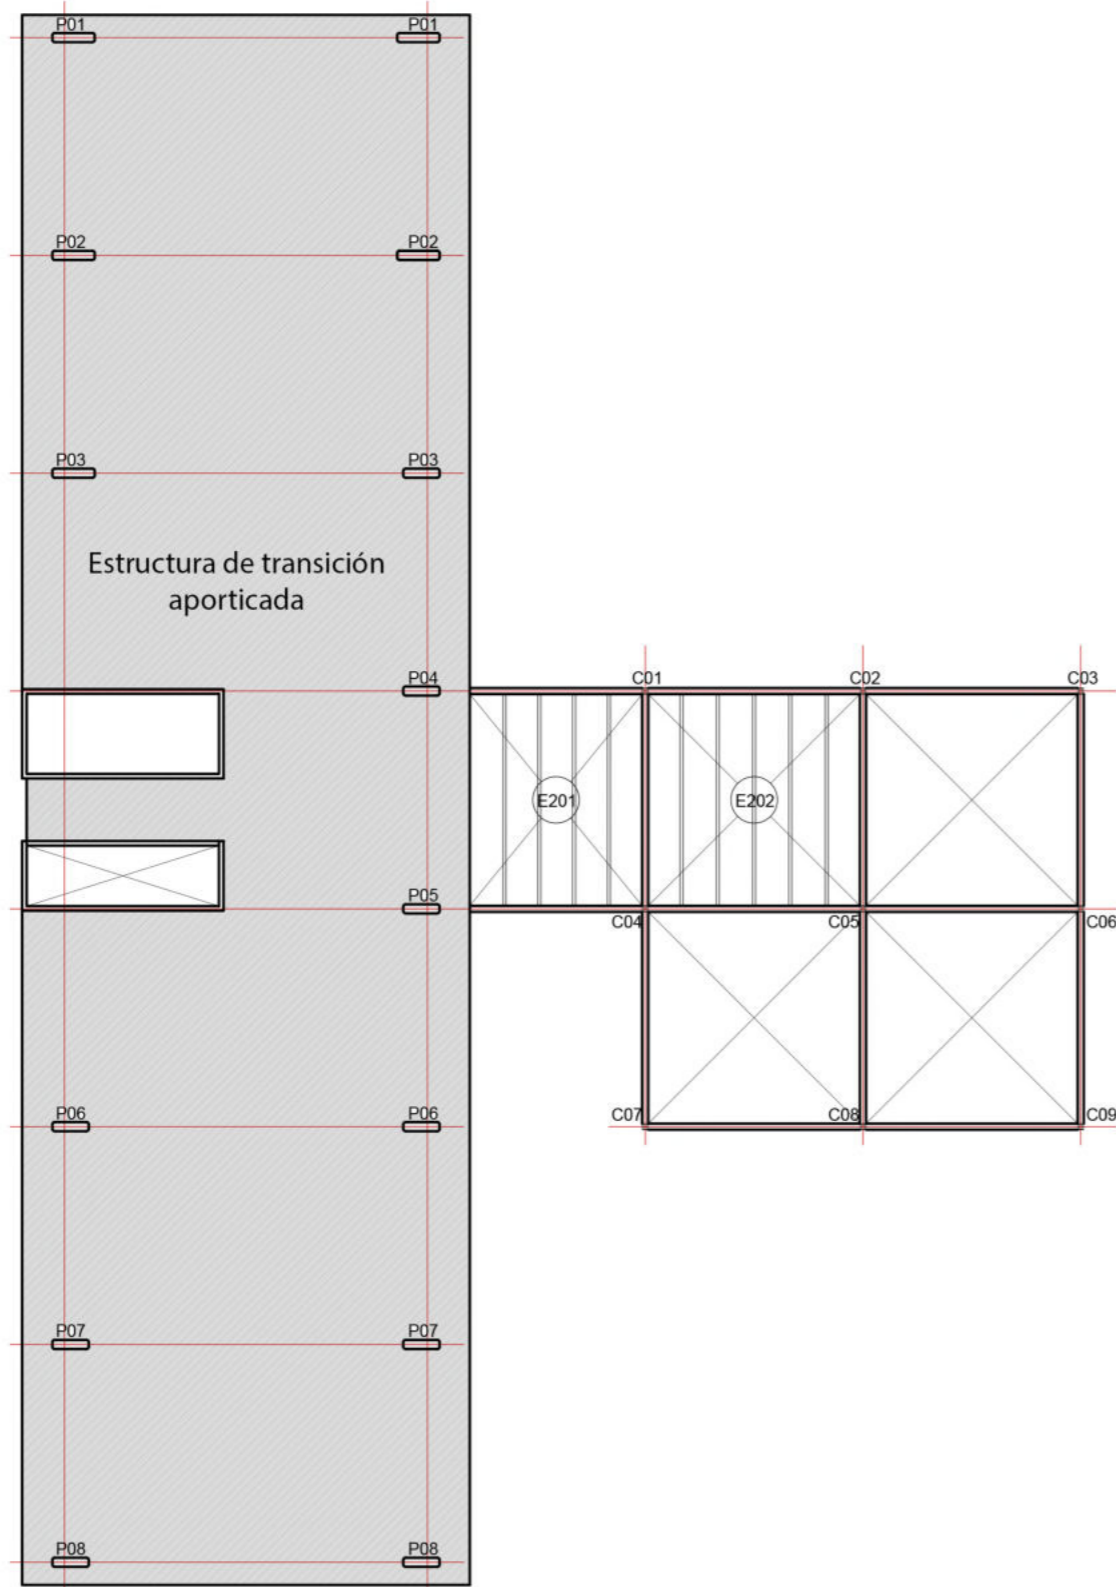 P01 P01
P02 P02
P03 P03
Estructura de transición
aporticada
P04 C01 C02 C03
E201 E202
P05 C04 C05 C06
P06 P06 C07 C08 C09
P07 P07
P08 P08